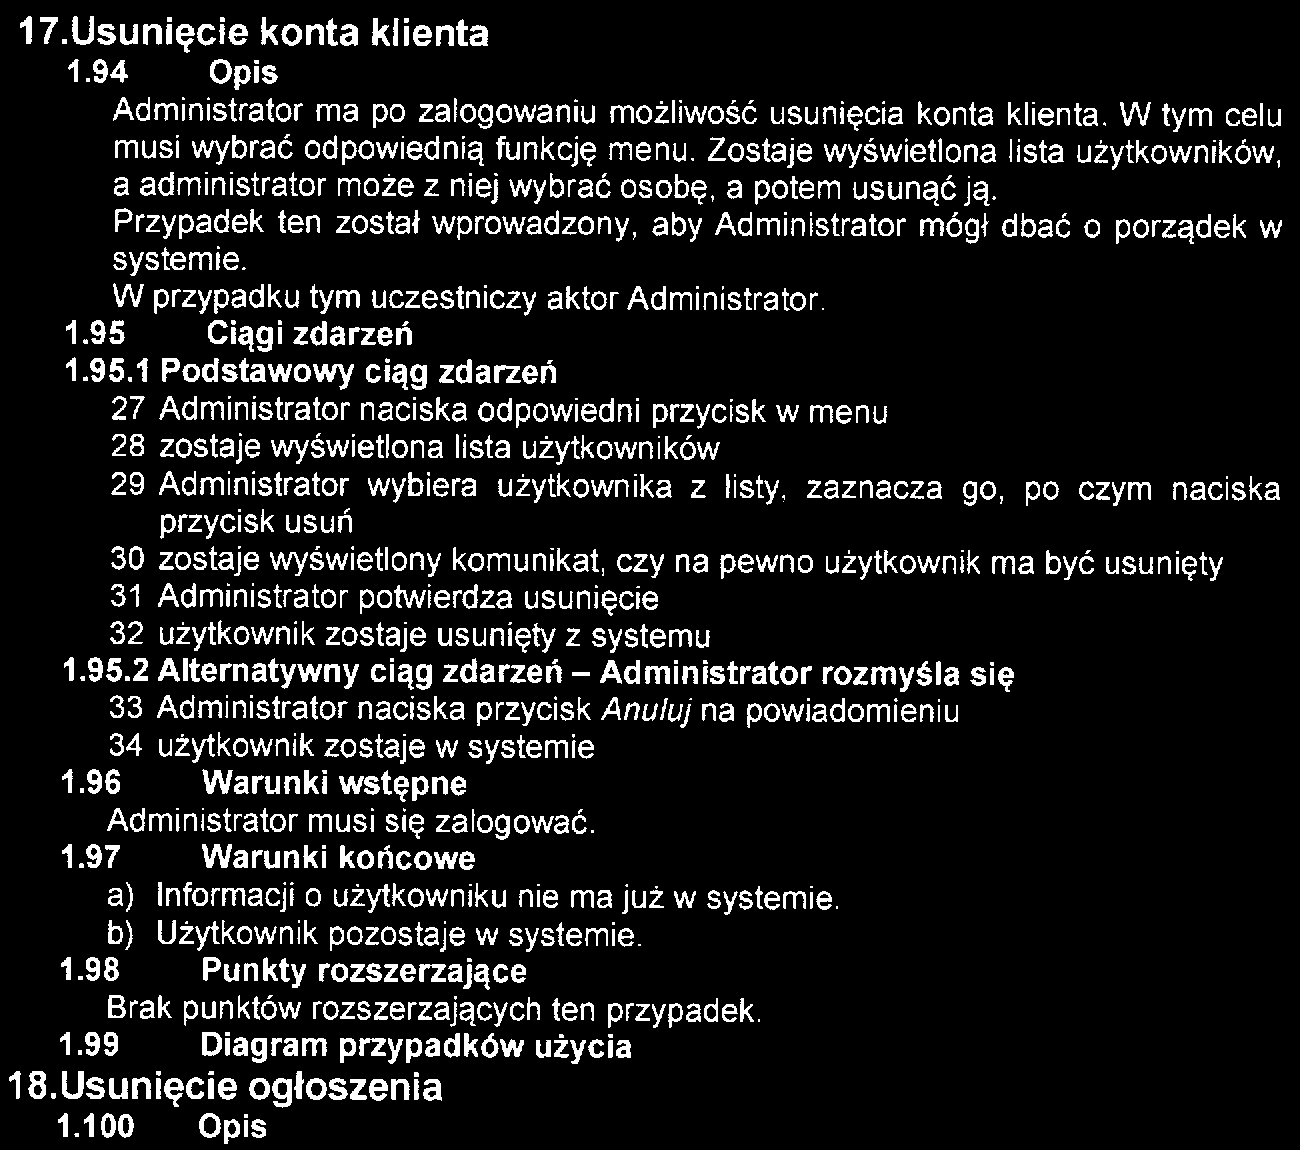 17.Usunięcie konta klienta
1.94 Opis
Administrator ma po zalogowaniu możliwość usunięcia konta klienta. W tym celu
musi wybrać odpowiednią funkcję menu. Zostaje wyświetlona lista użytkowników,
a administrator może z niej wybrać osobę, a potem usunąć ją.
Przypadek ten został wprowadzony, aby Administrator mógł dbać o porządek w
systemie.
W przypadku tym uczestniczy aktor Administrator.
1.95 Ciągi zdarzeń
1.95.1 Podstawowy ciąg zdarzeń
27 Administrator naciska odpowiedni przycisk w menu
28 zostaje wyświetlona lista użytkowników
29 Administrator wybiera użytkownika z listy, zaznacza go, po czym naciska
przycisk usuń
30 zostaje wyświetlony komunikat, czy na pewno użytkownik ma być usunięty
31 Administrator potwierdza usunięcie
32 użytkownik zostaje usunięty z systemu
1.95.2 Alternatywny ciąg zdarzeń – Administrator rozmyśla się
33 Administrator naciska przycisk Anuluj na powiadomieniu
34 użytkownik zostaje w systemie
1.96 Warunki wstępne
Administrator musi się zalogować.
1.97 Warunki końcowe
a) Informacji o użytkowniku nie ma już w systemie.
b) Użytkownik pozostaje w systemie.
1.98 Punkty rozszerzające
Brak punktów rozszerzających ten przypadek.
1.99 Diagram przypadków użycia
18.Usunięcie ogłoszenia
1.100 Opis